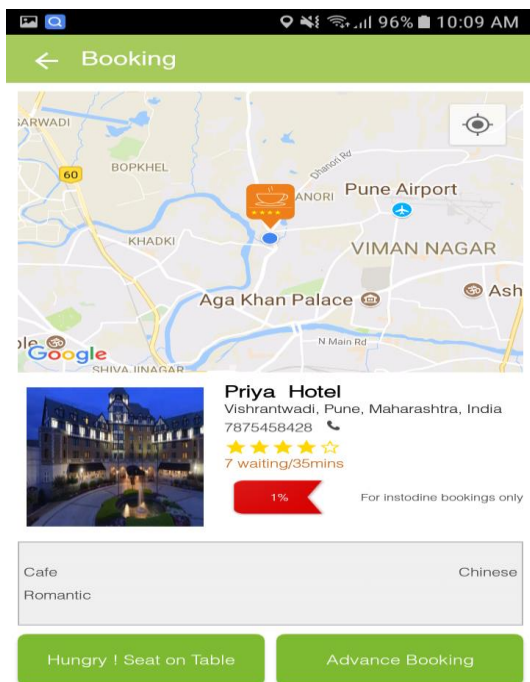 96% 10:09 AM
Booking
SARWADI
60
BOPKHEL
Dhanori Rd
ANORI
Pune Airport
KHADKI
VIMAN NAGAR
Aga Khan Palace
Ash
ple
N Main Rd
Google
SHIVAJINAGAR
Priya Hotel
Vishrantwadi, Pune, Maharashtra, India
7875458428
7 waiting/35mins
1%
For instodine bookings only
Cafe
Chinese
Romantic
Hungry ! Seat on Table
Advance Booking